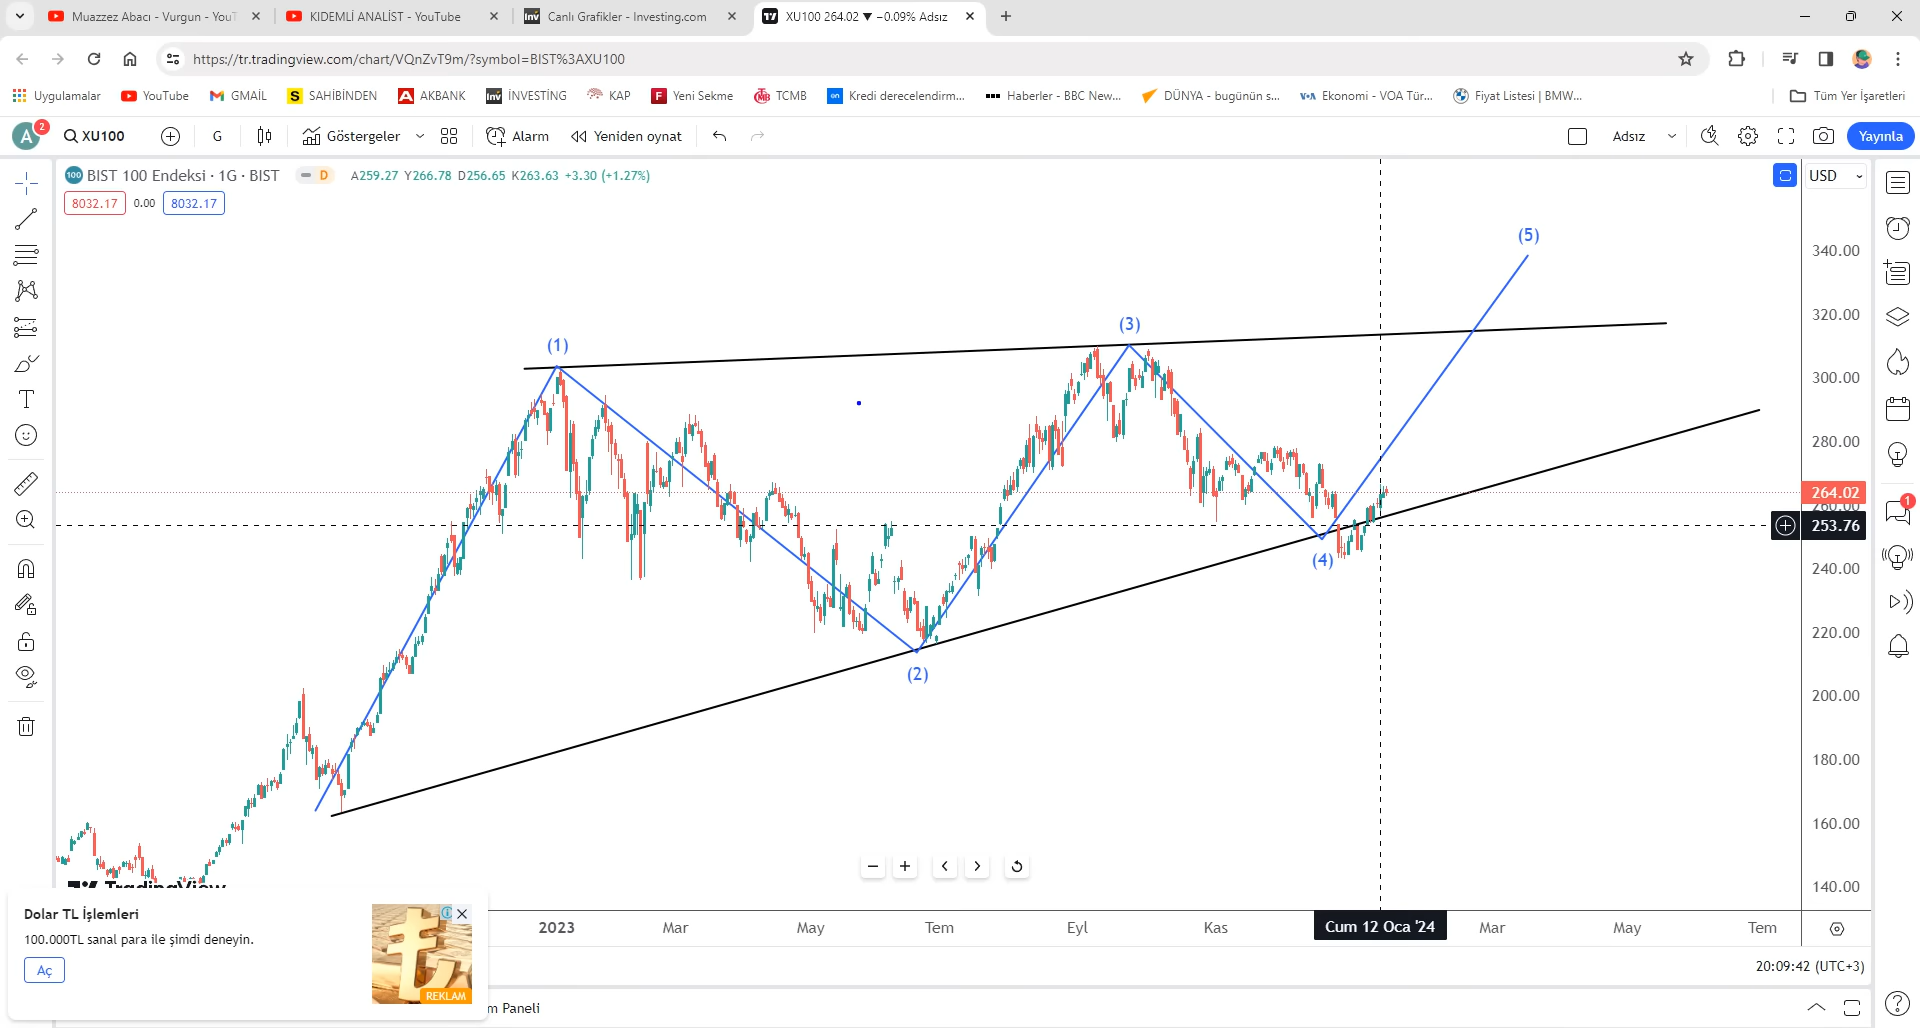 Muazzez Abacı - Vurgun - YouT
KIDEMLİ ANALİST - YouTube
Canlı Grafikler - Investing.com
XU100 264.02 ▼ −0.09% Adsız
https://tr.tradingview.com/chart/VQnZvT9m/?symbol=BIST%3AXU100
Uygulamalar
YouTube
GMAİL
SAHİBİNDEN
AKBANK
İNVESTİNG
KAP
Yeni Sekme
TCMB
Kredi derecelendirm...
Haberler - BBC New...
DÜNYA - bugünün s...
Ekonomi - VOA Tür...
Fiyat Listesi | BMW...
Tüm Yer İşaretleri
A
2
XU100
G
Göstergeler
Alarm
Yeniden oynat
Adsız
Yayınla
100
BIST 100 Endeksi · 1G · BIST
D
A259.27 Y266.78 D256.65 K263.63 +3.30 (+1.27%)
USD
8032.17 0.00 8032.17
(5)
340.00
(3)
320.00
(1)
300.00
280.00
264.02
1
253.76
(4)
240.00
220.00
(2)
200.00
180.00
160.00
140.00
TradingView
2023
Mar
May
Tem
Eyl
Kas
Cum 12 Oca '24
Mar
May
Tem
Dolar TL İşlemleri
100.000TL sanal para ile şimdi deneyin.
Aç
REKLAM
20:09:42 (UTC+3)
m Paneli